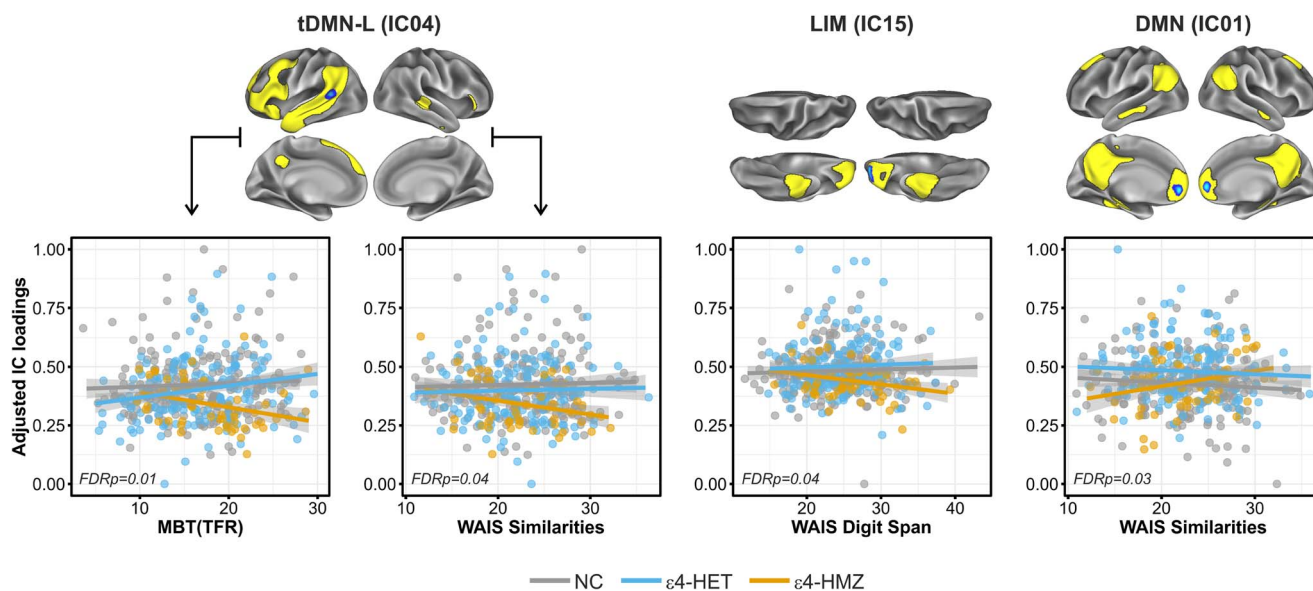 tDMN-L (IC04)
LIM (IC15)
DMN (IC01)
Adjusted IC loadings
1.00
0.75
0.50
0.25
0.00
FDRp=0.01
10
20
30
MBT(TFR)
1.00
0.75
0.50
0.25
0.00
FDRp=0.04
10
20
30
WAIS Similarities
1.00
0.75
0.50
0.25
0.00
FDRp=0.04
20
30
40
WAIS Digit Span
1.00
0.75
0.50
0.25
0.00
FDRp=0.03
10
20
30
WAIS Similarities
NC
ε4-HET
ε4-HMZ